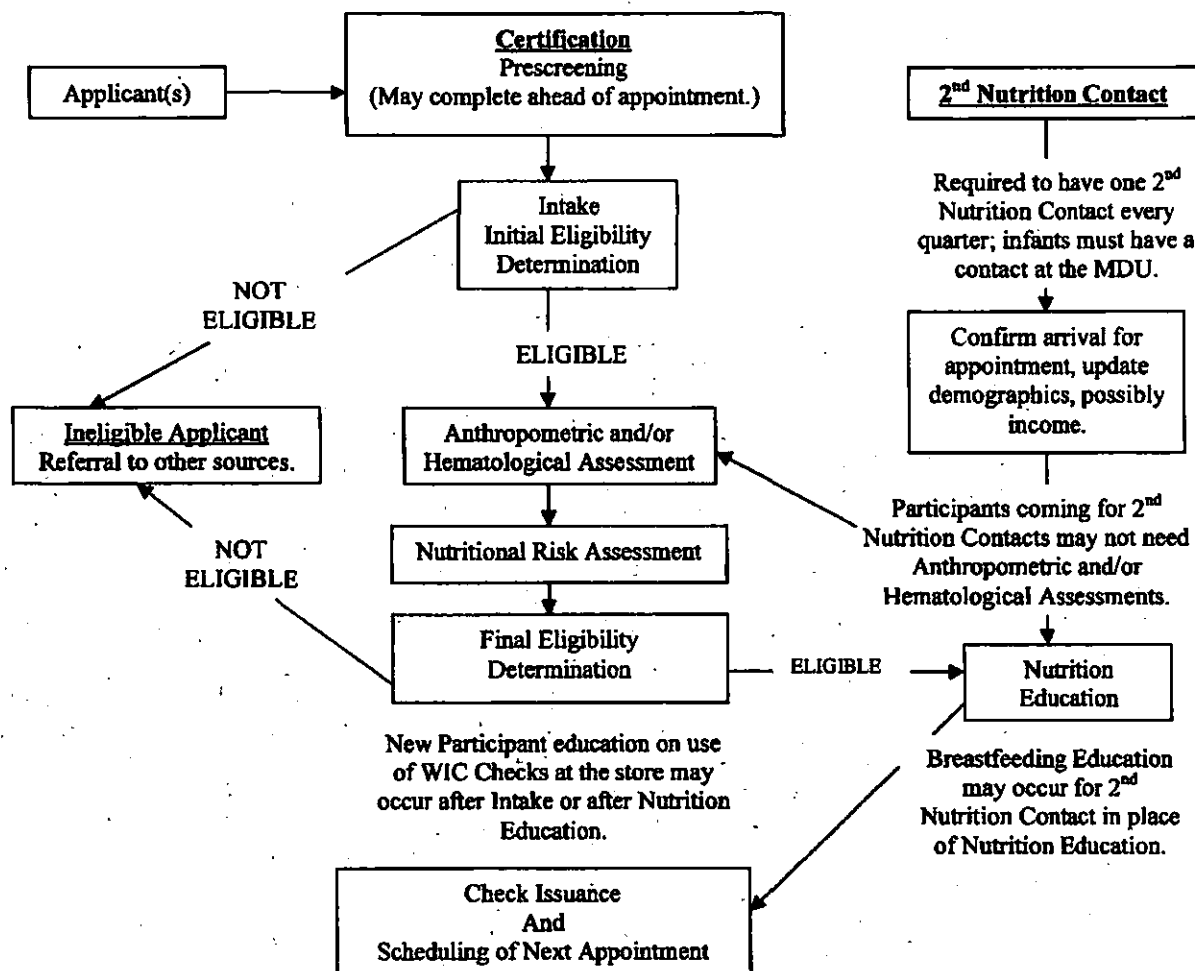 Applicant(s)
Certification
Prescreening
(May complete ahead of appointment.)
Intake
Initial Eligibility
Determination
NOT
ELIGIBLE
ELIGIBLE
Ineligible Applicant
Referral to other sources.
Anthropometric and/or
Hematological Assessment
Nutritional Risk Assessment
NOT
ELIGIBLE
Final Eligibility
Determination
ELIGIBLE
New Participant education on use
of WIC Checks at the store may
occur after Intake or after Nutrition
Education.
Check Issuance
And
Scheduling of Next Appointment
2nd Nutrition Contact
Required to have one 2nd
Nutrition Contact every
quarter; infants must have a
contact at the MDU.
Confirm arrival for
appointment, update
demographics, possibly
income.
Participants coming for 2nd
Nutrition Contacts may not need
Anthropometric and/or
Hematological Assessments.
Nutrition
Education
Breastfeeding Education
may occur for 2nd
Nutrition Contact in place
of Nutrition Education.